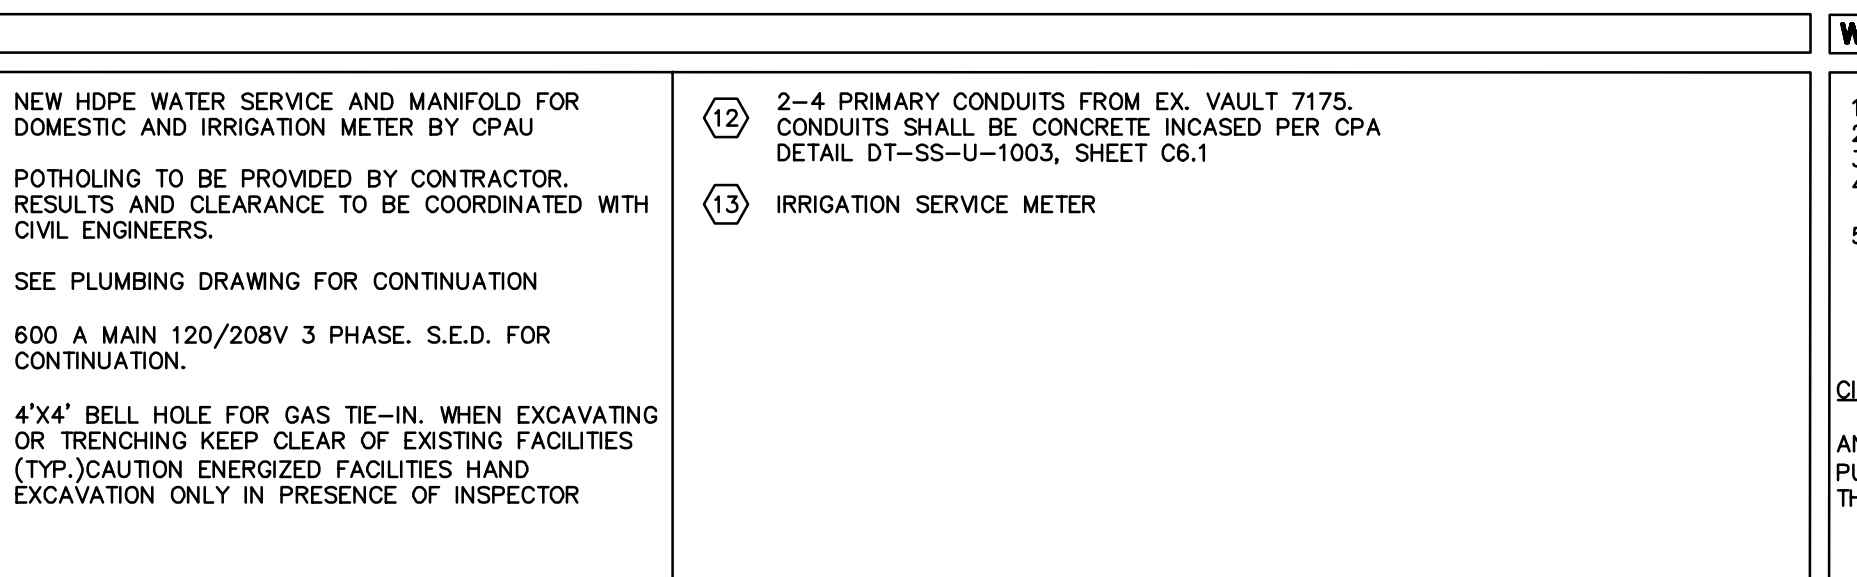 NEW HDPE WATER SERVICE AND MANIFOLD FOR
DOMESTIC AND IRRIGATION METER BY CPAU
POTHOLING TO BE PROVIDED BY CONTRACTOR.
RESULTS AND CLEARANCE TO BE COORDINATED WITH
CIVIL ENGINEERS.
SEE PLUMBING DRAWING FOR CONTINUATION
600 A MAIN 120/208V 3 PHASE. S.E.D. FOR
CONTINUATION.
4'X4' BELL HOLE FOR GAS TIE-IN. WHEN EXCAVATING
OR TRENCHING KEEP CLEAR OF EXISTING FACILITIES
(TYP.)CAUTION ENERGIZED FACILITIES HAND
EXCAVATION ONLY IN PRESENCE OF INSPECTOR
12 2-4 PRIMARY CONDUITS FROM EX. VAULT 7175.
CONDUITS SHALL BE CONCRETE INCASED PER CPA
DETAIL DT-SS-U-1003, SHEET C6.1
13 IRRIGATION SERVICE METER